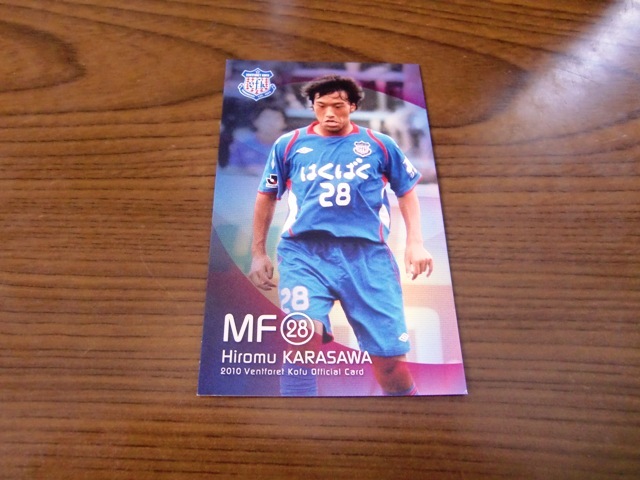 はくばく
28
28
MF 28
Hiromu KARASAWA
2010 Ventforet Kofu Official Card